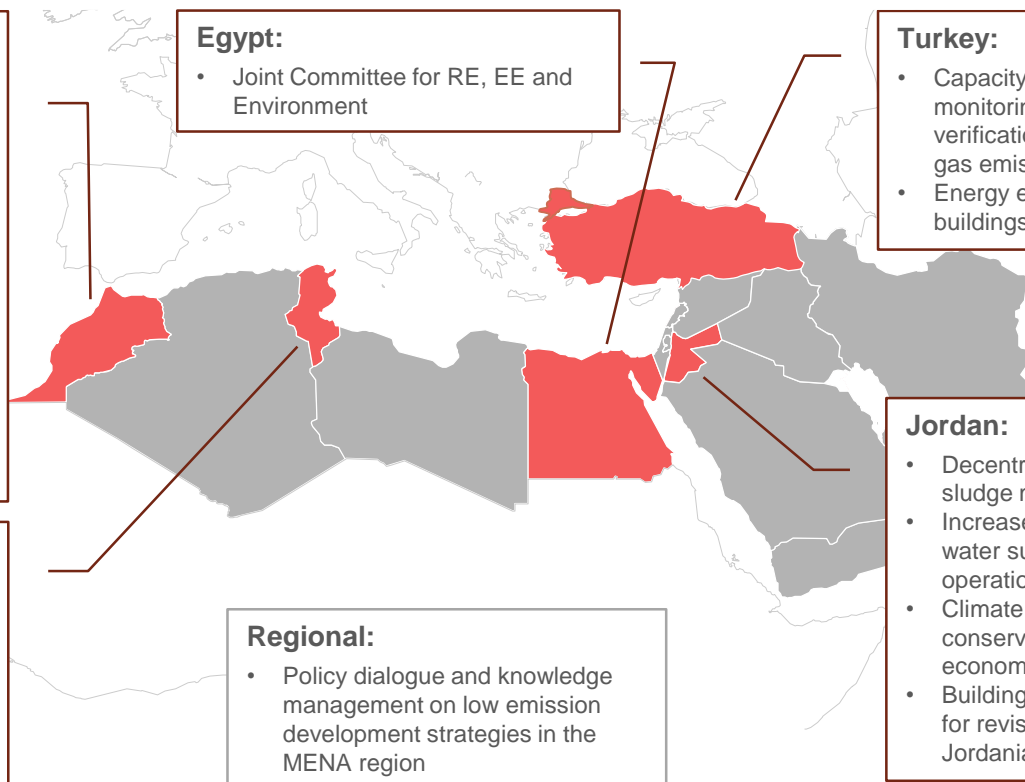 Egypt:
• Joint Committee for RE, EE and
Environment
Turkey:
• Capacity
monitorin
verificatio
gas emis
• Energy e
buildings
Jordan:
• Decentr
sludge r
• Increase
water su
operatio
• Climate
conserv
econom
• Building
for revis
Jordania
Regional:
• Policy dialogue and knowledge
management on low emission
development strategies in the
MENA region